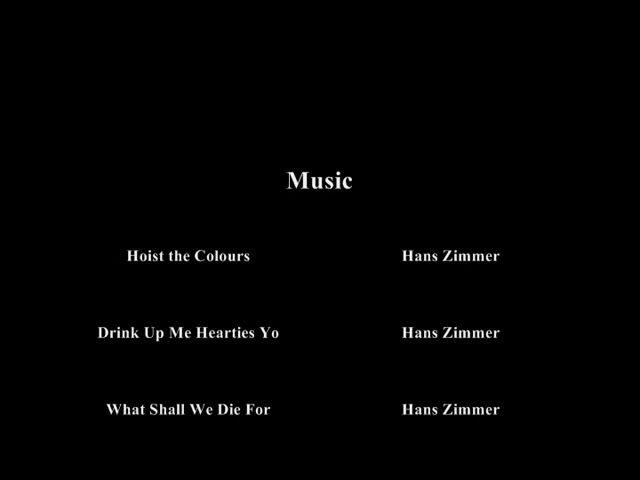 Music
Hoist the Colours Hans Zimmer
Drink Up Me Hearties Yo Hans Zimmer
What Shall We Die For Hans Zimmer